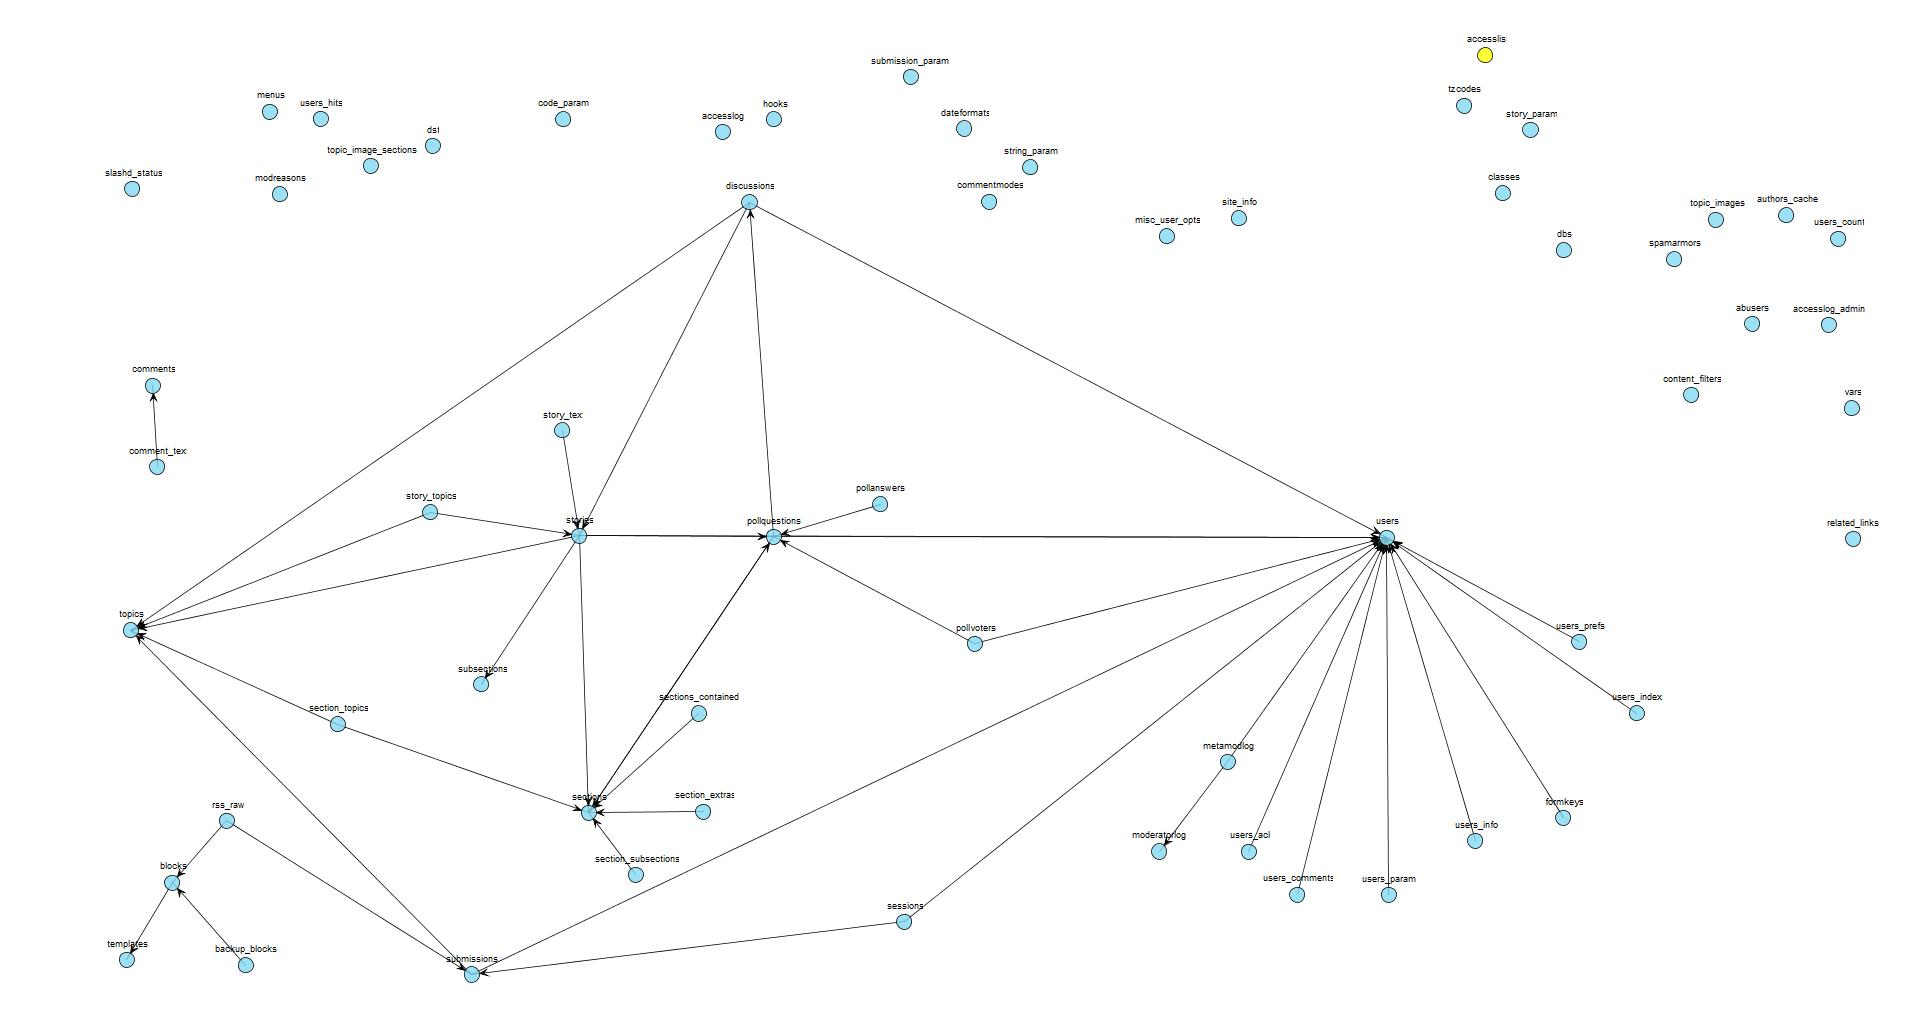 accesslis
submission_param
tzcodes
menus
users_hits
code_param
hooks
accesslog
dateformats
story_param
dst
topic_image_sections
string_param
slashd_status
modreasons
discussions
commentmodes
classes
misc_user_opts
site_info
topic_images
authors_cache
users_count
dbs
spamarmors
abusers
accesslog_admin
comments
content_filters
vars
story_tex
comment_tex
story_topics
pollanswers
stories
pollquestions
users
related_links
topics
pollvoters
users_prefs
subsections
sections_contained
users_index
section_topics
metamodlog
rss_raw
sections
section_extras
formkeys
moderatorlog
users_acl
users_info
blocks
section_subsections
users_comments
users_param
sessions
templates
backup_blocks
submissions